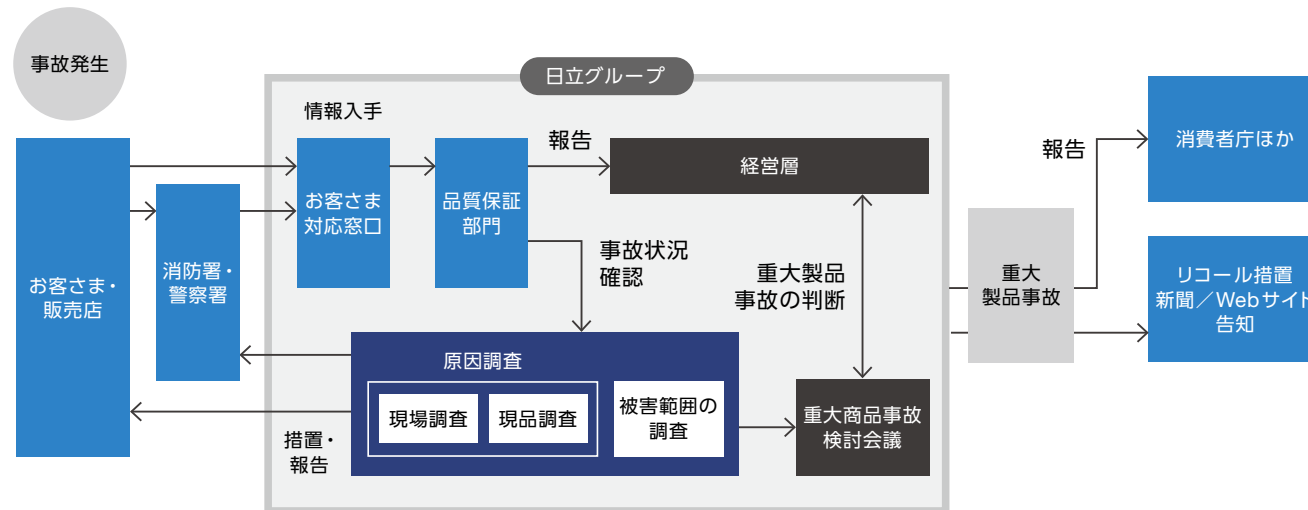 事故発生
日立グループ
情報入手
お客さま・
販売店
消防署・
警察署
お客さま
対応窓口
品質保証
部門
報告
経営層
事故状況
確認
重大製品
事故の判断
原因調査
現場調査
現品調査
被害範囲の
調査
措置・
報告
重大商品事故
検討会議
重大
製品事故
報告
消費者庁ほか
リコール措置
新聞／Webサイト
告知